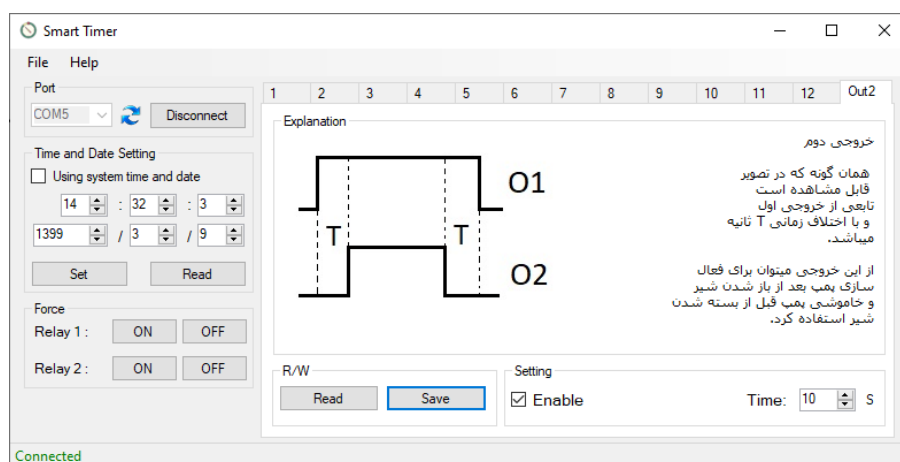 Smart Timer
File Help
Port
COM5 Disconnect
Time and Date Setting
Using system time and date
14 : 32 : 3
1399 / 3 / 9
Set Read
Force
Relay 1 : ON OFF
Relay 2 : ON OFF
1 2 3 4 5 6 7 8 9 10 11 12 Out2
Explanation
O1
T T
O2
خروجی دوم
همان گونه که در تصویر
قابل مشاهده است
تابعی از خروجی اول
و با اختلاف زمانی T ثانیه
میباشد.
از این خروجی میتوان برای فعال
سازی پمپ بعد از باز شدن شیر
و خاموشی پمپ قبل از بسته شدن
شیر استفاده کرد.
R/W
Read Save
Setting
Enable Time: 10 S
Connected